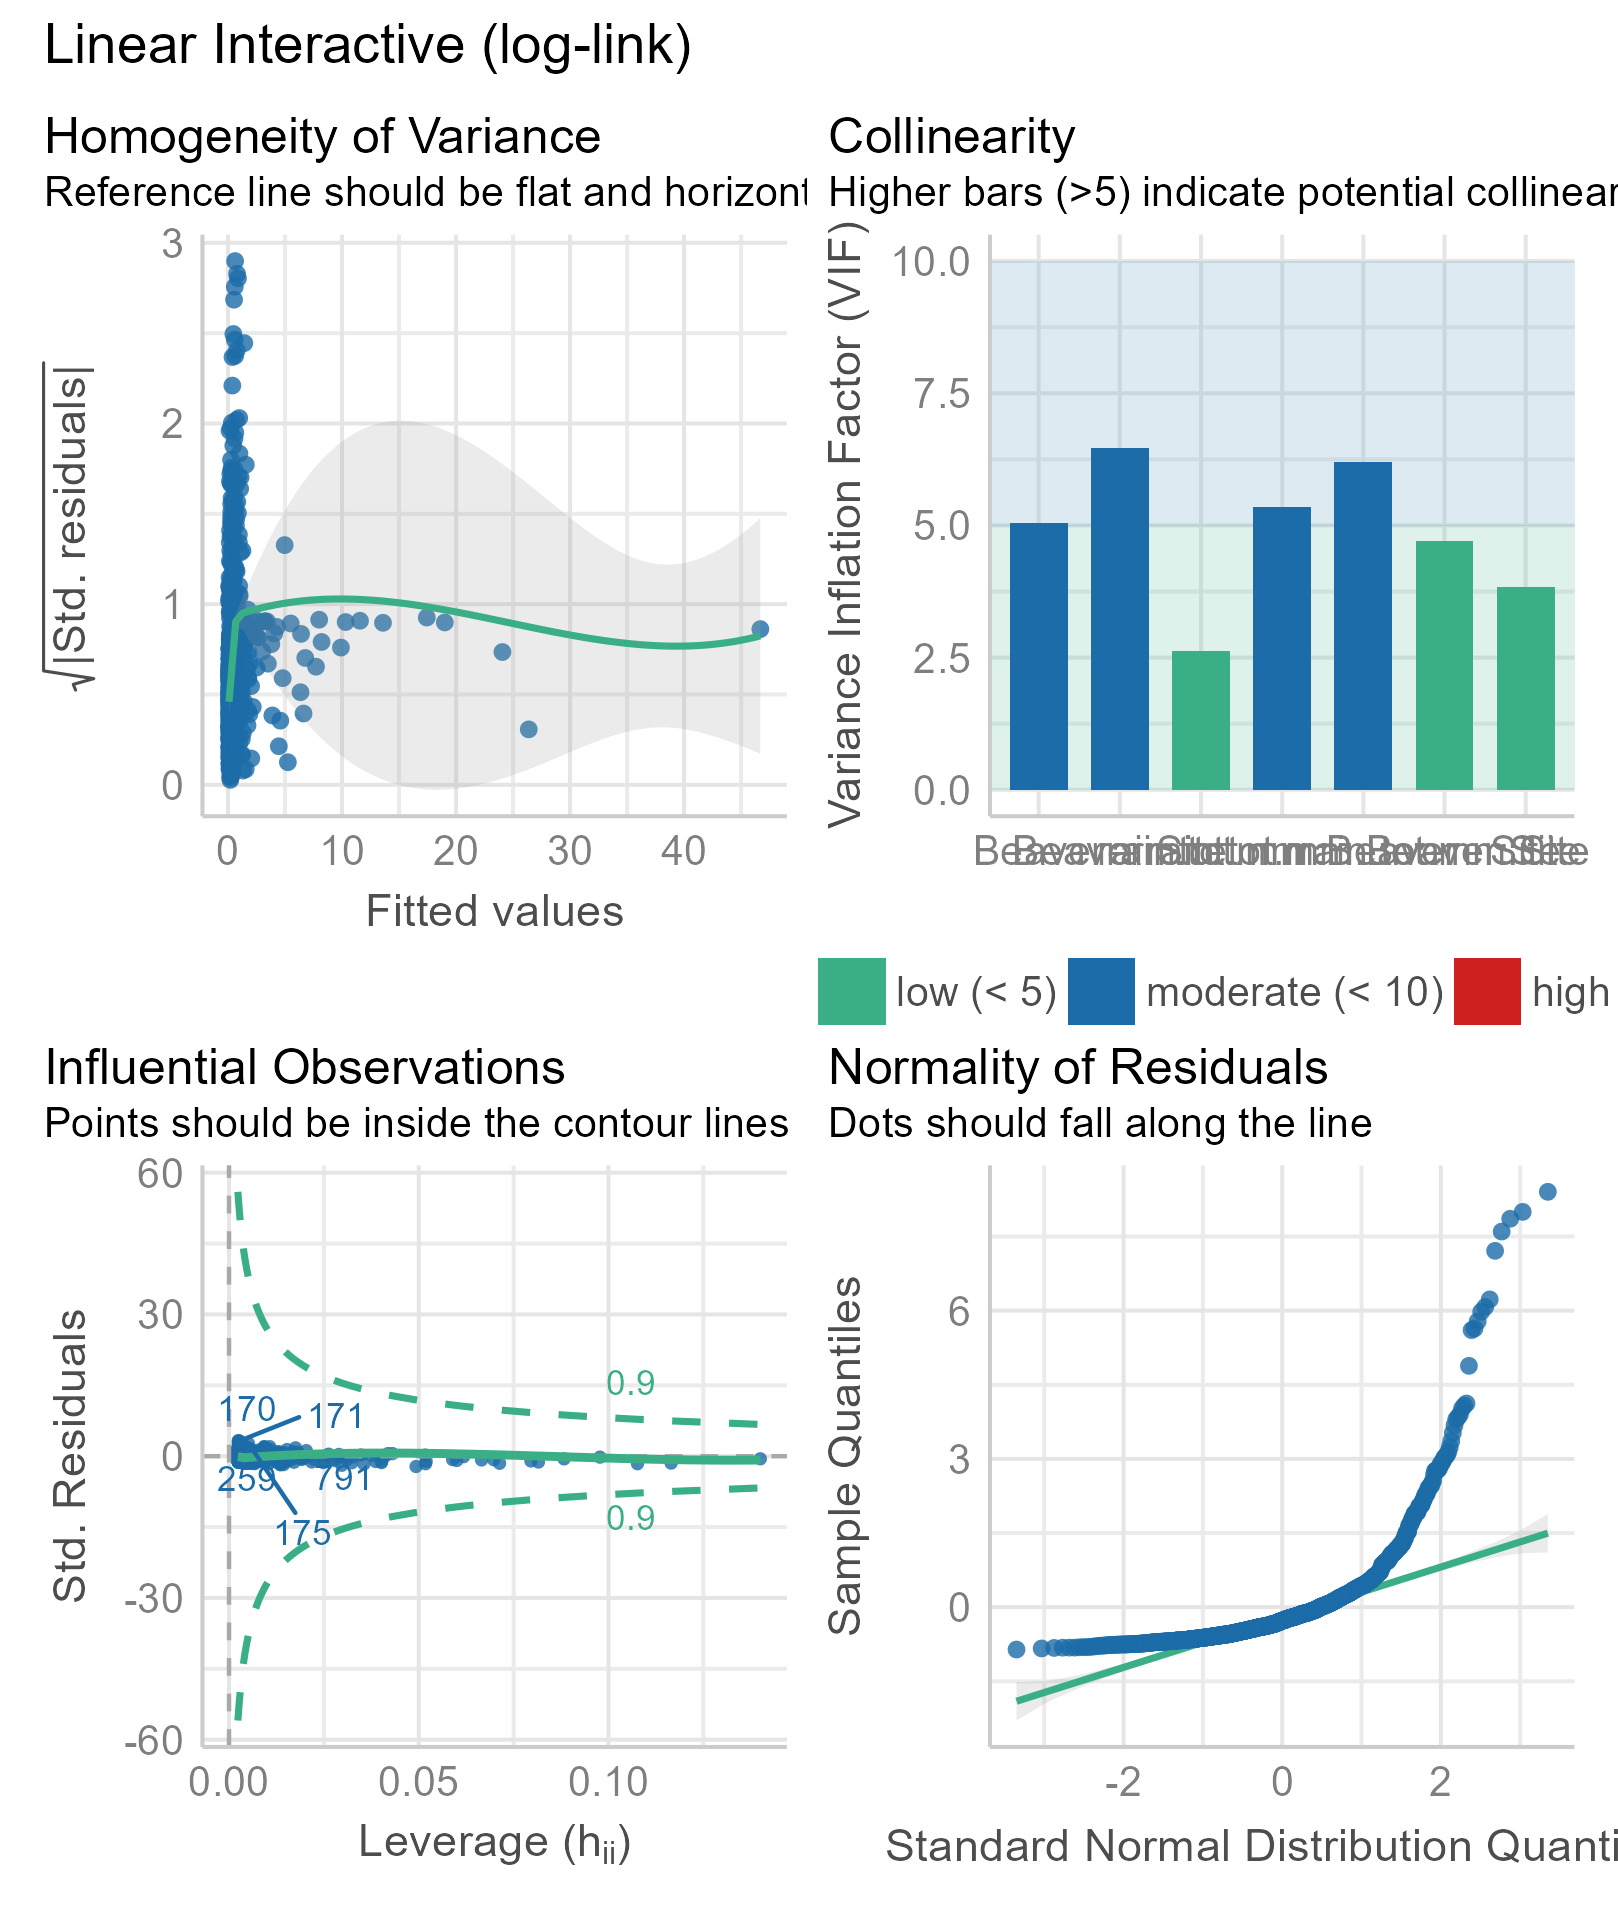 Linear Interactive (log-link)
Homogeneity of Variance
Reference line should be flat and horizont
3
2
1
0
√|Std. residuals|
0 10 20 30 40
Fitted values
Collinearity
Higher bars (>5) indicate potential collinear
10.0
7.5
5.0
2.5
0.0
Variance Inflation Factor (VIF)
low (< 5) moderate (< 10) high
Influential Observations
Points should be inside the contour lines
60
30
0
-30
-60
Std. Residuals
0.9
170
171
259
791
175
0.9
0.00 0.05 0.10
Leverage (hii)
Normality of Residuals
Dots should fall along the line
6
3
0
Sample Quantiles
-2 0 2
Standard Normal Distribution Quanti